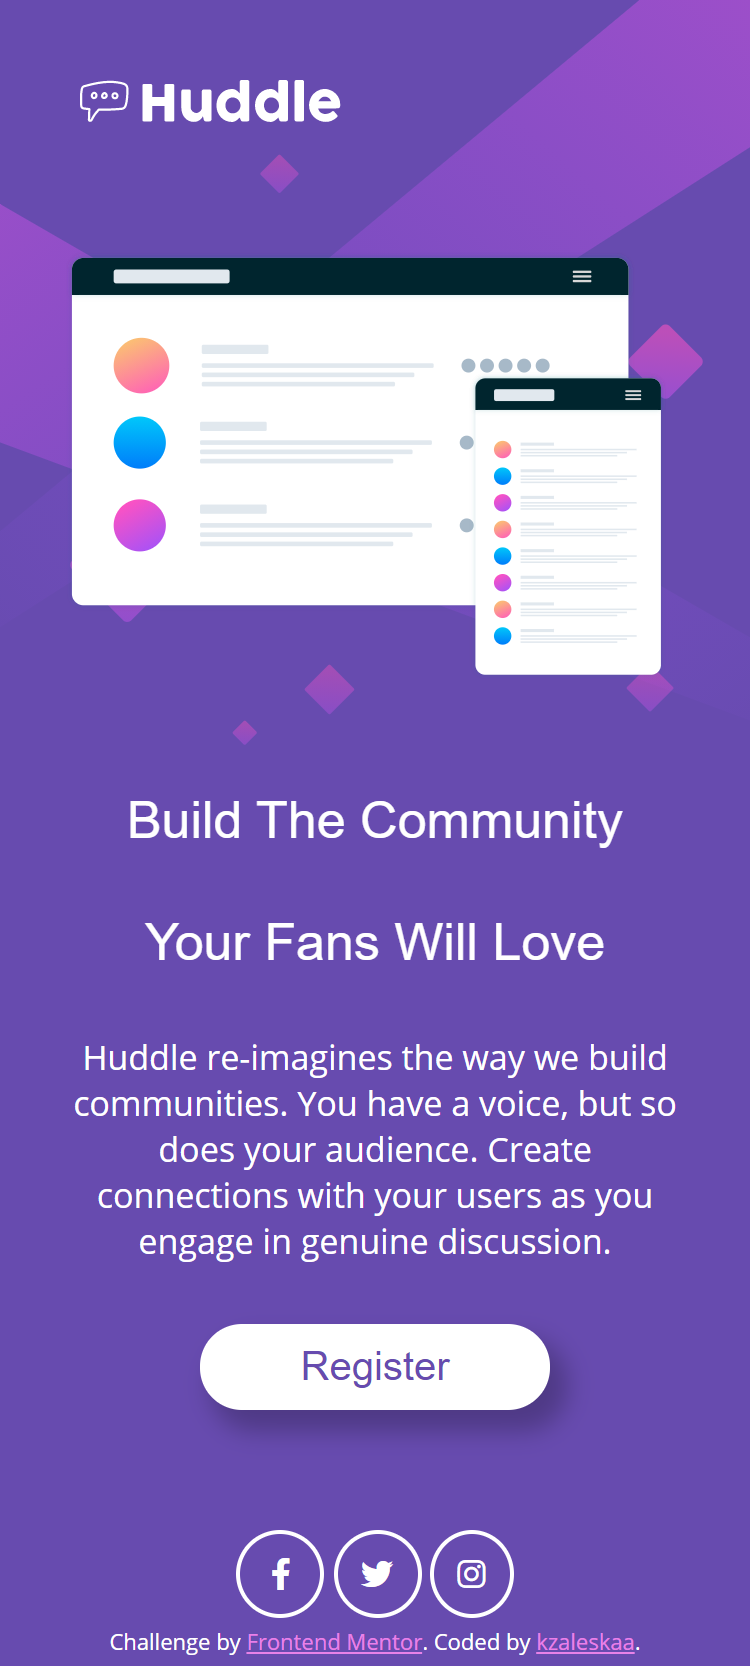 Huddle
Build The Community
Your Fans Will Love
Huddle re-imagines the way we build
communities. You have a voice, but so
does your audience. Create
connections with your users as you
engage in genuine discussion.
Register
Challenge by Frontend Mentor. Coded by kzaleskaa.